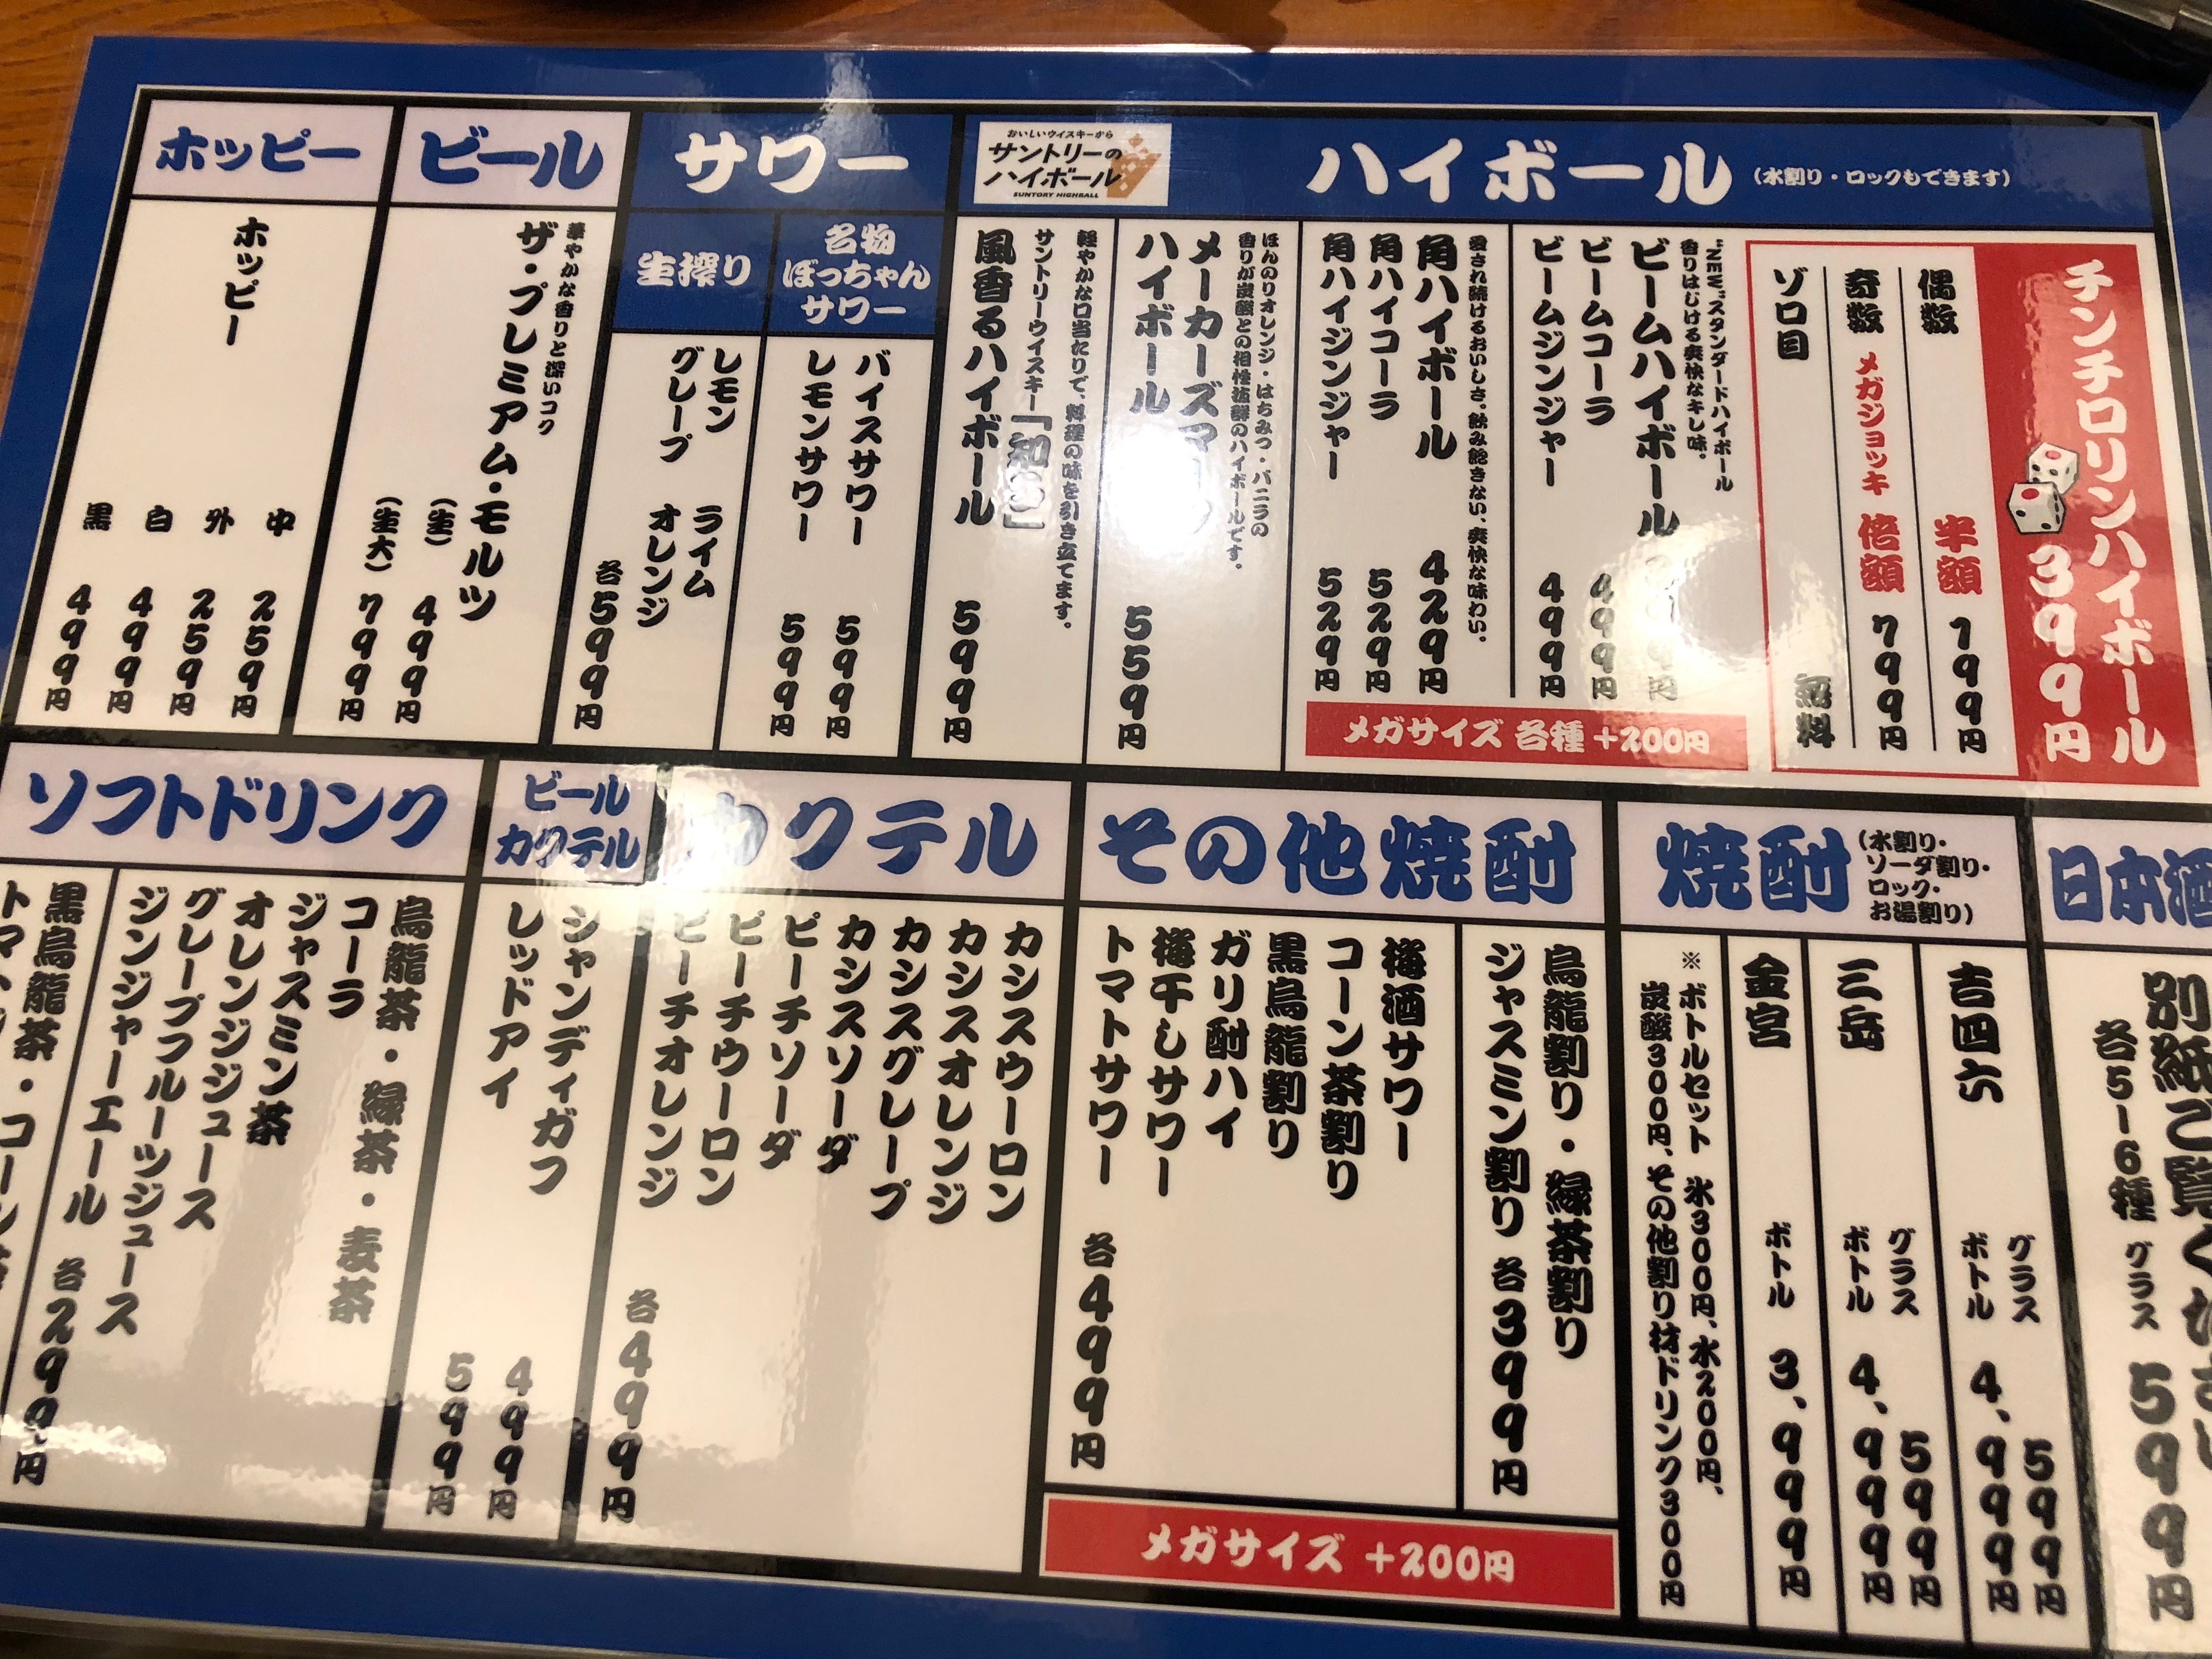 おいしいウイスキーから
サントリーの
ハイボール
SUNTORY HIGHBALL
ハイボール
(水割り・ロックもできます)
チンチロリンハイボール
399円
偶数 半額 199円
奇数 メガジョッキ 倍額 799円
ゾロ目 無料
"NEW"スタンダードハイボール
香りはじける爽快なキレ味。
ビームハイボール
ビームコーラ 499円
ビームジンジャー 499円
愛され続けるおいしさ。飲み飽きない、爽快な味わい。
角ハイボール 429円
角ハイコーラ 529円
角ハイジンジャー 529円
メガサイズ 各種 +200円
ほんのりオレンジ・はちみつ・バニラの
香りが炭酸との相性抜群のハイボールです。
メーカーズマーク
ハイボール 559円
軽やかな口当たりで、料理の味を引き立てます。
サントリーウイスキー「知多」
風香るハイボール 599円
サワー
名物
ぼっちゃん
サワー
バイスサワー 599円
レモンサワー 599円
生搾り
レモン ライム
グレープ オレンジ
各599円
ビール
華やかな香りと深いコク
ザ・プレミアム・モルツ
(生) 499円
(生大) 799円
ホッピー
ホッピー
中 259円
外 259円
白 499円
黒 499円
日本酒
別紙ご覧ください
各5〜6種 グラス 599円
焼酎
(水割り・
ソーダ割り・
ロック・
お湯割り)
吉四六
グラス 599円
ボトル 4,999円
三岳
グラス 599円
ボトル 4,999円
金宮
ボトル 3,999円
※ボトルセット 氷300円、水200円、
炭酸300円、その他割り材ドリンク300円
その他焼酎
烏龍割り・緑茶割り
ジャスミン割り 各399円
梅酒サワー
コーン茶割り
黒烏龍割り
ガリ酎ハイ
梅干しサワー
トマトサワー 各499円
メガサイズ +200円
カクテル
カシスウーロン
カシスオレンジ
カシスグレープ
カシスソーダ
ピーチソーダ
ピーチウーロン
ピーチオレンジ 各499円
ビール
カクテル
シャンディガフ 499円
レッドアイ 599円
ソフトドリンク
烏龍茶・緑茶・麦茶
コーラ
ジャスミン茶
オレンジジュース
グレープフルーツジュース
ジンジャーエール 各299円
黒烏龍茶・コーン茶